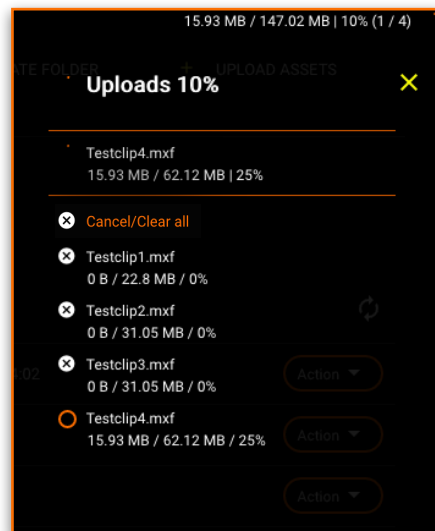 15.93 MB / 147.02 MB | 10% (1 / 4)
ATE FOLDER + UPLOAD ASSETS
Uploads 10%
Testclip4.mxf
15.93 MB / 62.12 MB | 25%
Cancel/Clear all
Testclip1.mxf
0 B / 22.8 MB / 0%
Testclip2.mxf
0 B / 31.05 MB / 0%
Testclip3.mxf
0 B / 31.05 MB / 0%
4:02
Action
Testclip4.mxf
15.93 MB / 62.12 MB / 25%
Action
Action